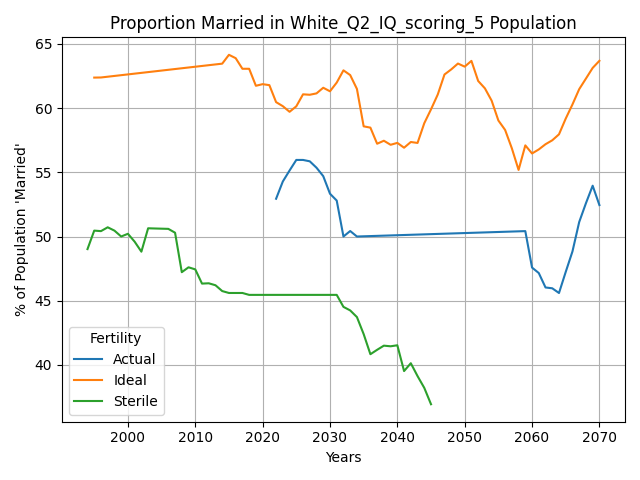 Proportion Married in White_Q2_IQ_scoring_5 Population
% of Population 'Married'
65
60
55
50
45
40
Fertility
Actual
Ideal
Sterile
2000 2010 2020 2030 2040 2050 2060 2070
Years